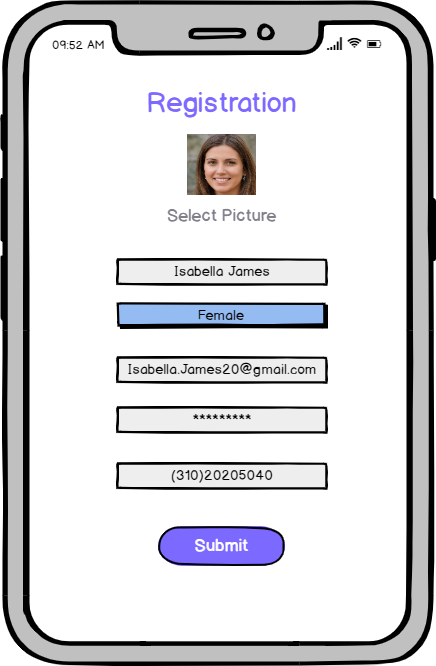 09:52 AM
Registration
Select Picture
Isabella James
Female
Isabella.James20@gmail.com
*********
(310)20205040
Submit